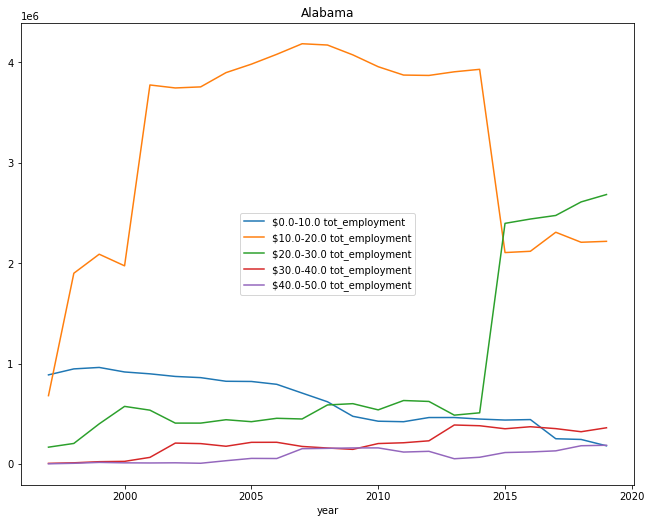 Alabama
1e6
4
3
2
1
0
$0.0-10.0 tot_employment
$10.0-20.0 tot_employment
$20.0-30.0 tot_employment
$30.0-40.0 tot_employment
$40.0-50.0 tot_employment
2000 2005 2010 2015 2020
year